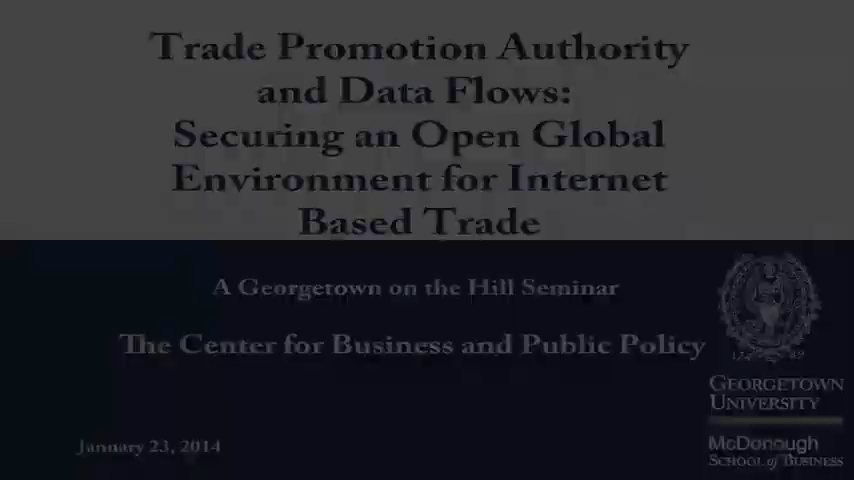 Trade Promotion Authority
and Data Flows:
Securing an Open Global
Environment for Internet
Based Trade
A Georgetown on the Hill Seminar
The Center for Business and Public Policy
1789
GEORGETOWN
UNIVERSITY
McDonough
SCHOOL of BUSINESS
January 23, 2014